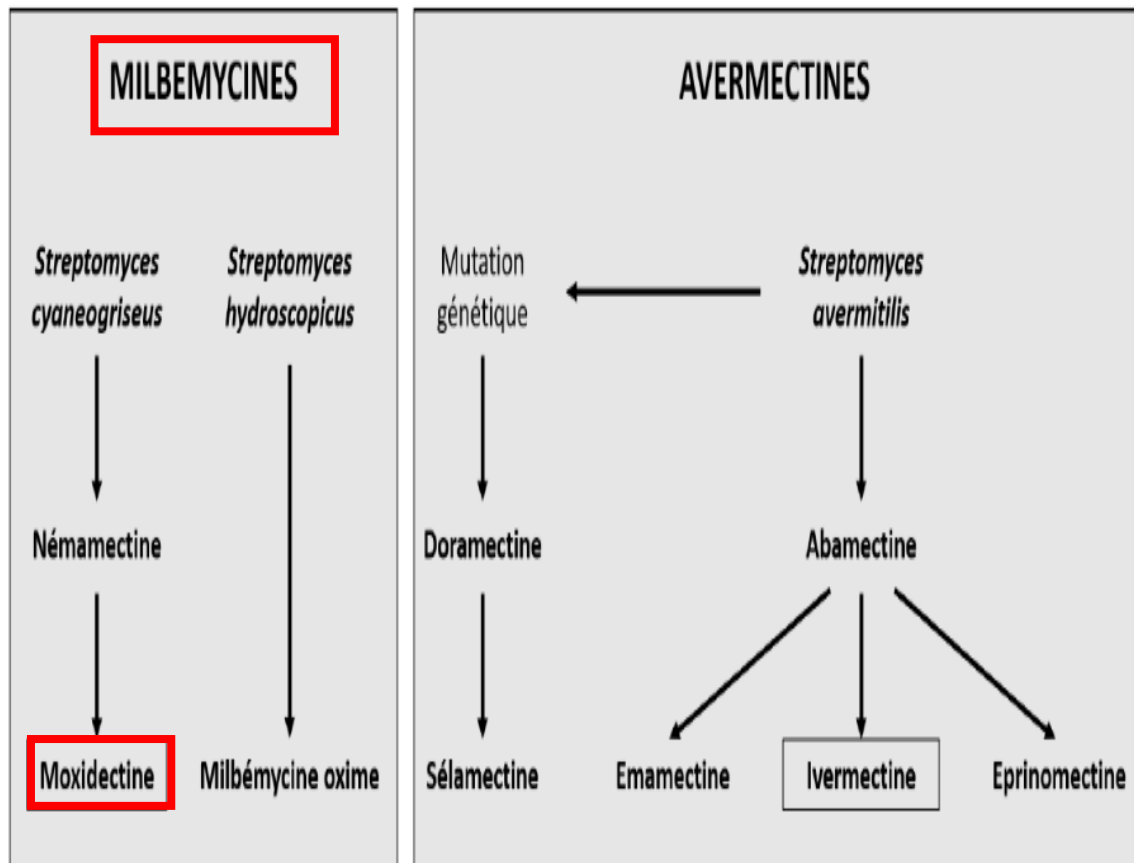 MILBEMYCINES
Streptomyces
cyaneogriseus
Streptomyces
hydroscopicus
Némamectine
Moxidectine
Milbémycine oxime
AVERMECTINES
Mutation
génétique
Streptomyces
avermitilis
Doramectine
Abamectine
Sélamectine
Emamectine
Ivermectine
Eprinomectine